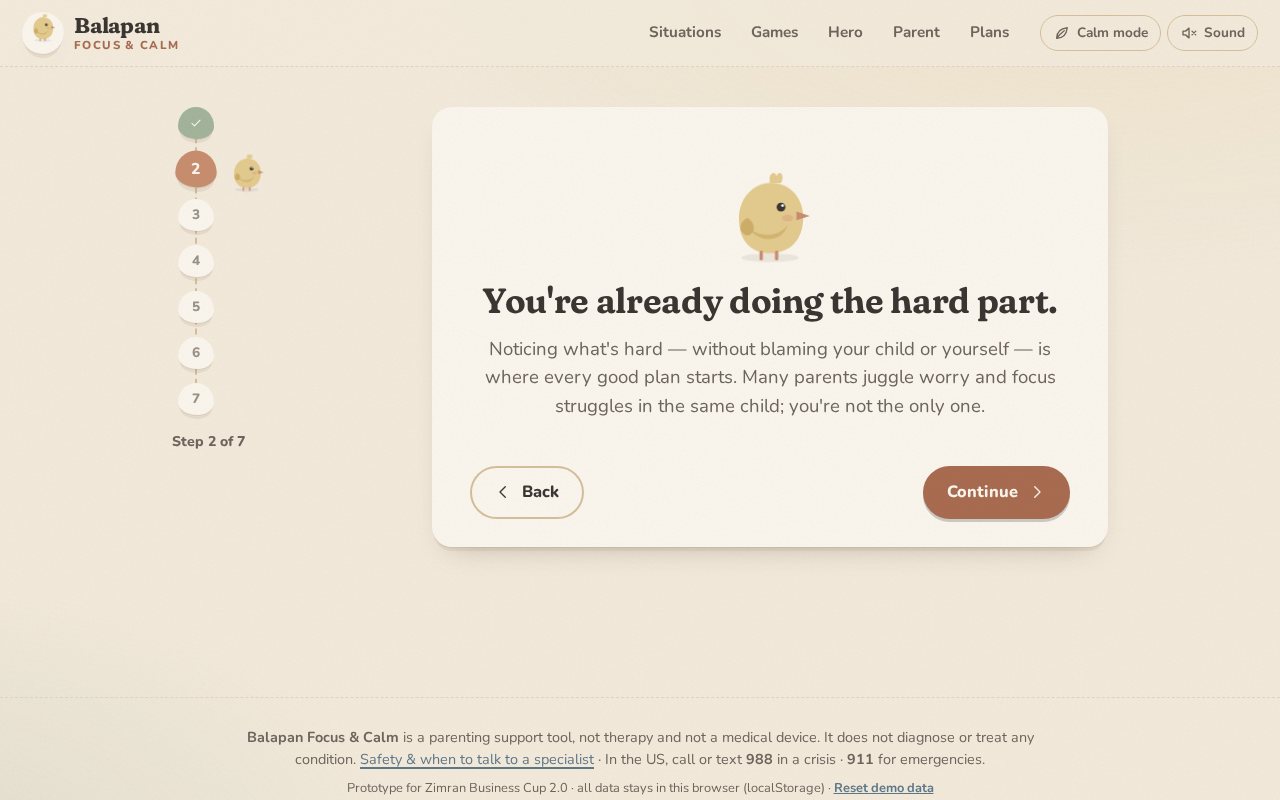 Balapan
FOCUS & CALM
Situations
Games
Hero
Parent
Plans
Calm mode
Sound
2
3
4
5
6
7
Step 2 of 7
You're already doing the hard part.
Noticing what's hard — without blaming your child or yourself — is
where every good plan starts. Many parents juggle worry and focus
struggles in the same child; you're not the only one.
Back
Continue
Balapan Focus & Calm is a parenting support tool, not therapy and not a medical device. It does not diagnose or treat any
condition. Safety & when to talk to a specialist · In the US, call or text 988 in a crisis · 911 for emergencies.
Prototype for Zimran Business Cup 2.0 · all data stays in this browser (localStorage) · Reset demo data